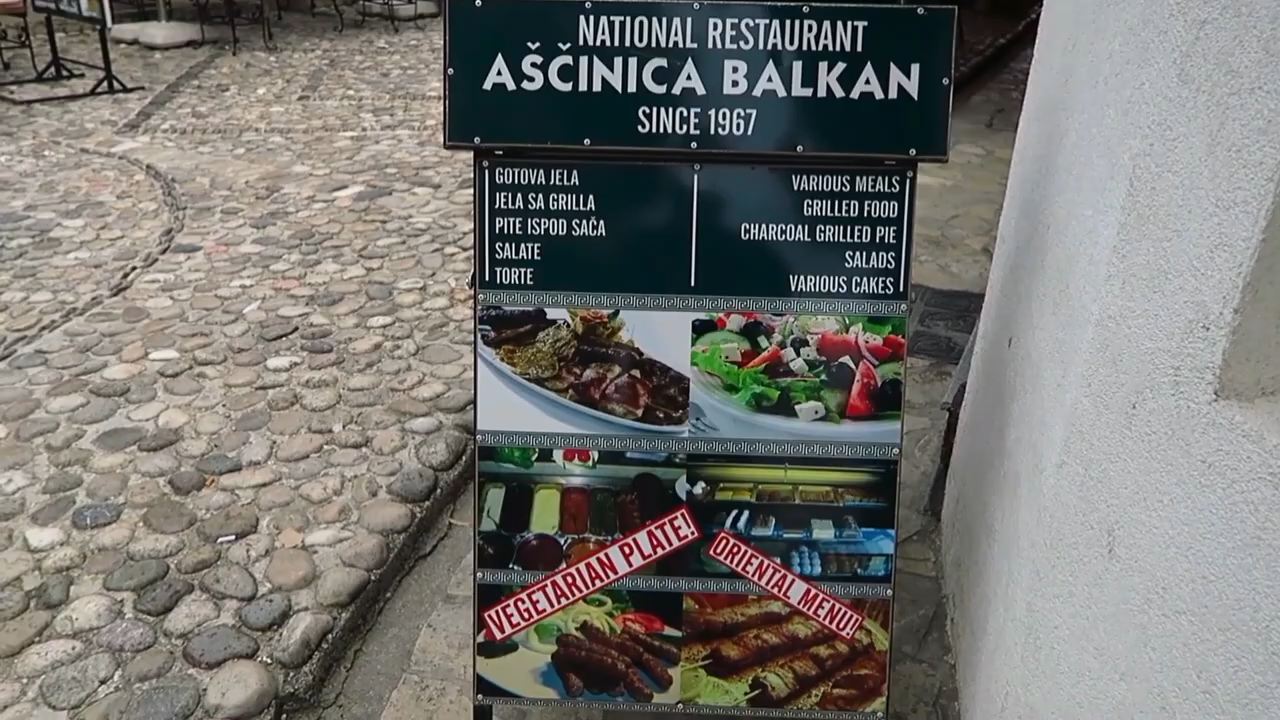 NATIONAL RESTAURANT
AŠČINICA BALKAN
SINCE 1967
GOTOVA JELA
JELA SA GRILLA
PITE ISPOD SAČA
SALATE
TORTE
VARIOUS MEALS
GRILLED FOOD
CHARCOAL GRILLED PIE
SALADS
VARIOUS CAKES
VEGETARIAN PLATE!
ORIENTAL MENU!